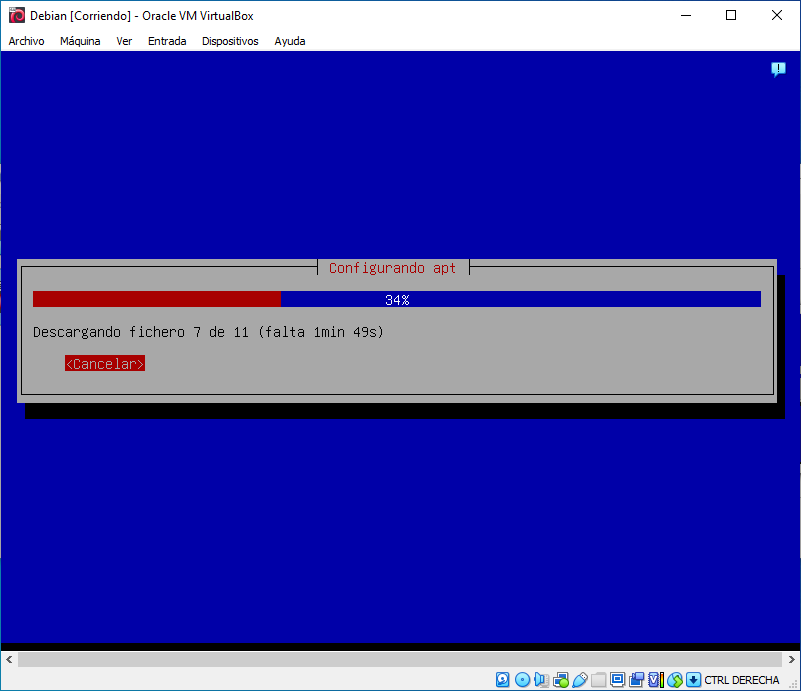 Debian [Corriendo] - Oracle VM VirtualBox
Archivo Máquina Ver Entrada Dispositivos Ayuda
Configurando apt
34%
Descargando fichero 7 de 11 (falta 1min 49s)
<Cancelar>
CTRL DERECHA